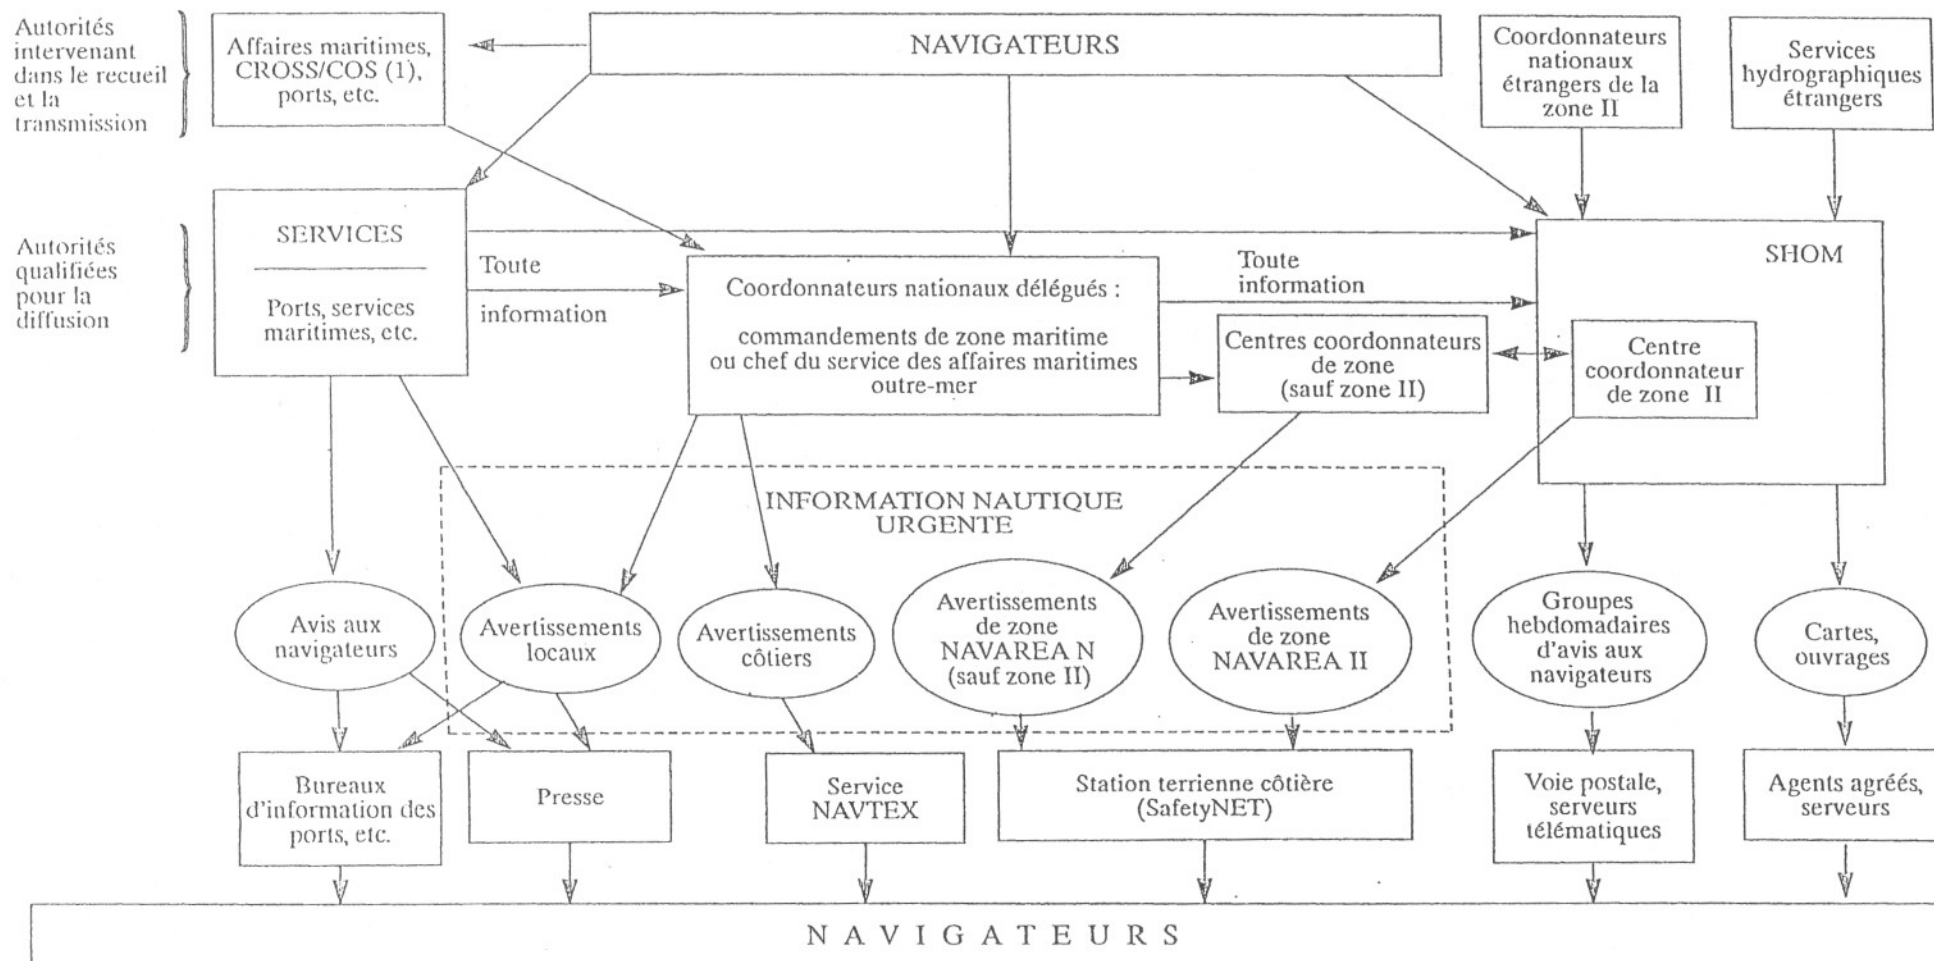 Autorités
intervenant
dans le recueil
et la
transmission
Affaires maritimes,
CROSS/COS (1),
ports, etc.
NAVIGATEURS
Coordonnateurs
nationaux
étrangers de la
zone II
Services
hydrographiques
étrangers
Autorités
qualifiées
pour la
diffusion
SERVICES
Ports, services
maritimes, etc.
Toute
information
Coordonnateurs nationaux délégués :
commandements de zone maritime
ou chef du service des affaires maritimes
outre-mer
Toute
information
Centres coordonnateurs
de zone
(sauf zone II)
SHOM
Centre
coordonnateur
de zone II
INFORMATION NAUTIQUE
URGENTE
Avis aux
navigateurs
Avertissements
locaux
Avertissements
côtiers
Avertissements
de zone
NAVAREA N
(sauf zone II)
Avertissements
de zone
NAVAREA II
Groupes
hebdomadaires
d'avis aux
navigateurs
Cartes,
ouvrages
Bureaux
d'information des
ports, etc.
Presse
Service
NAVTEX
Station terrienne côtière
(SafetyNET)
Voie postale,
serveurs
télématiques
Agents agréés,
serveurs
NAVIGATEURS